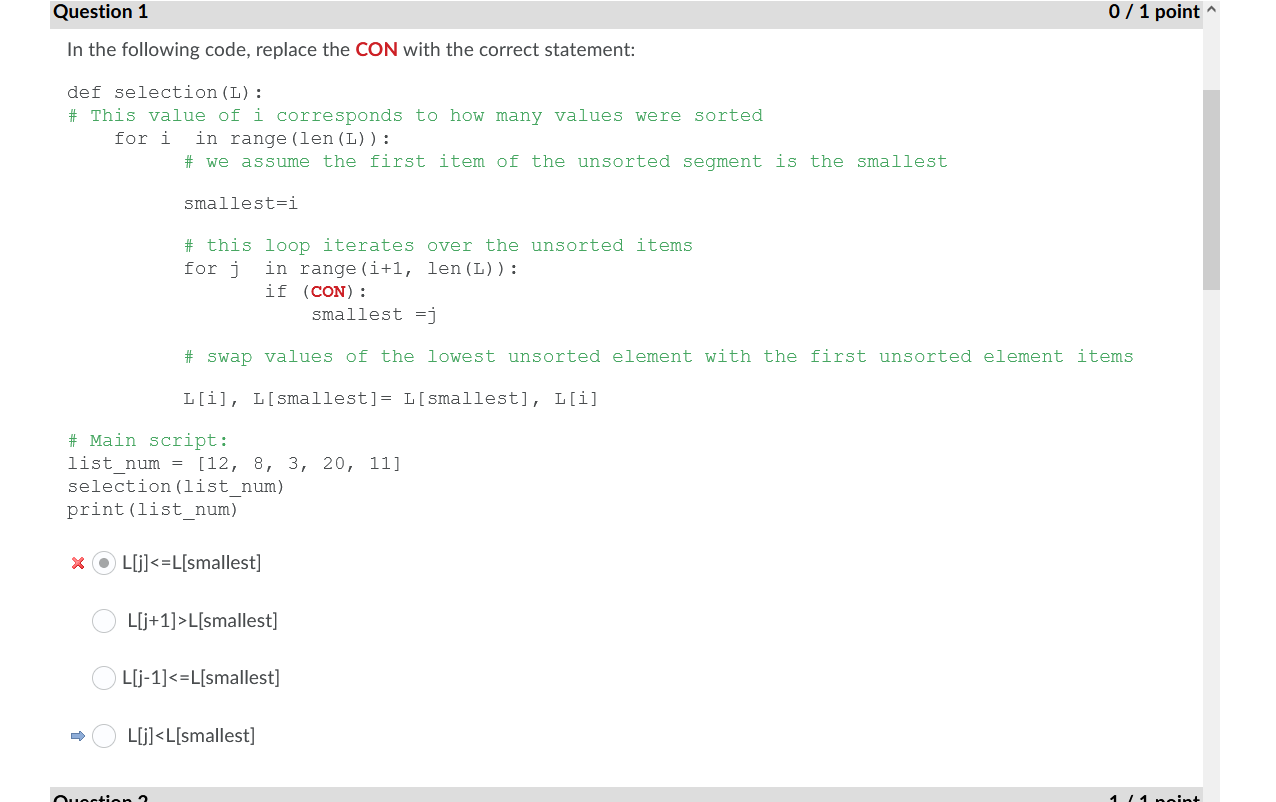 Question 1
0 / 1 point
In the following code, replace the CON with the correct statement:
def selection(L):
# This value of i corresponds to how many values were sorted
for i  in range(len(L)):
# we assume the first item of the unsorted segment is the smallest
smallest=i
# this loop iterates over the unsorted items
for j  in range(i+1, len(L)):
if (CON):
smallest =j
# swap values of the lowest unsorted element with the first unsorted element items
L[i], L[smallest]= L[smallest], L[i]
# Main script:
list_num = [12, 8, 3, 20, 11]
selection(list_num)
print(list_num)
L[j]<=L[smallest]
L[j+1]>L[smallest]
L[j-1]<=L[smallest]
L[j]<L[smallest]
Question 2
1 / 1 point